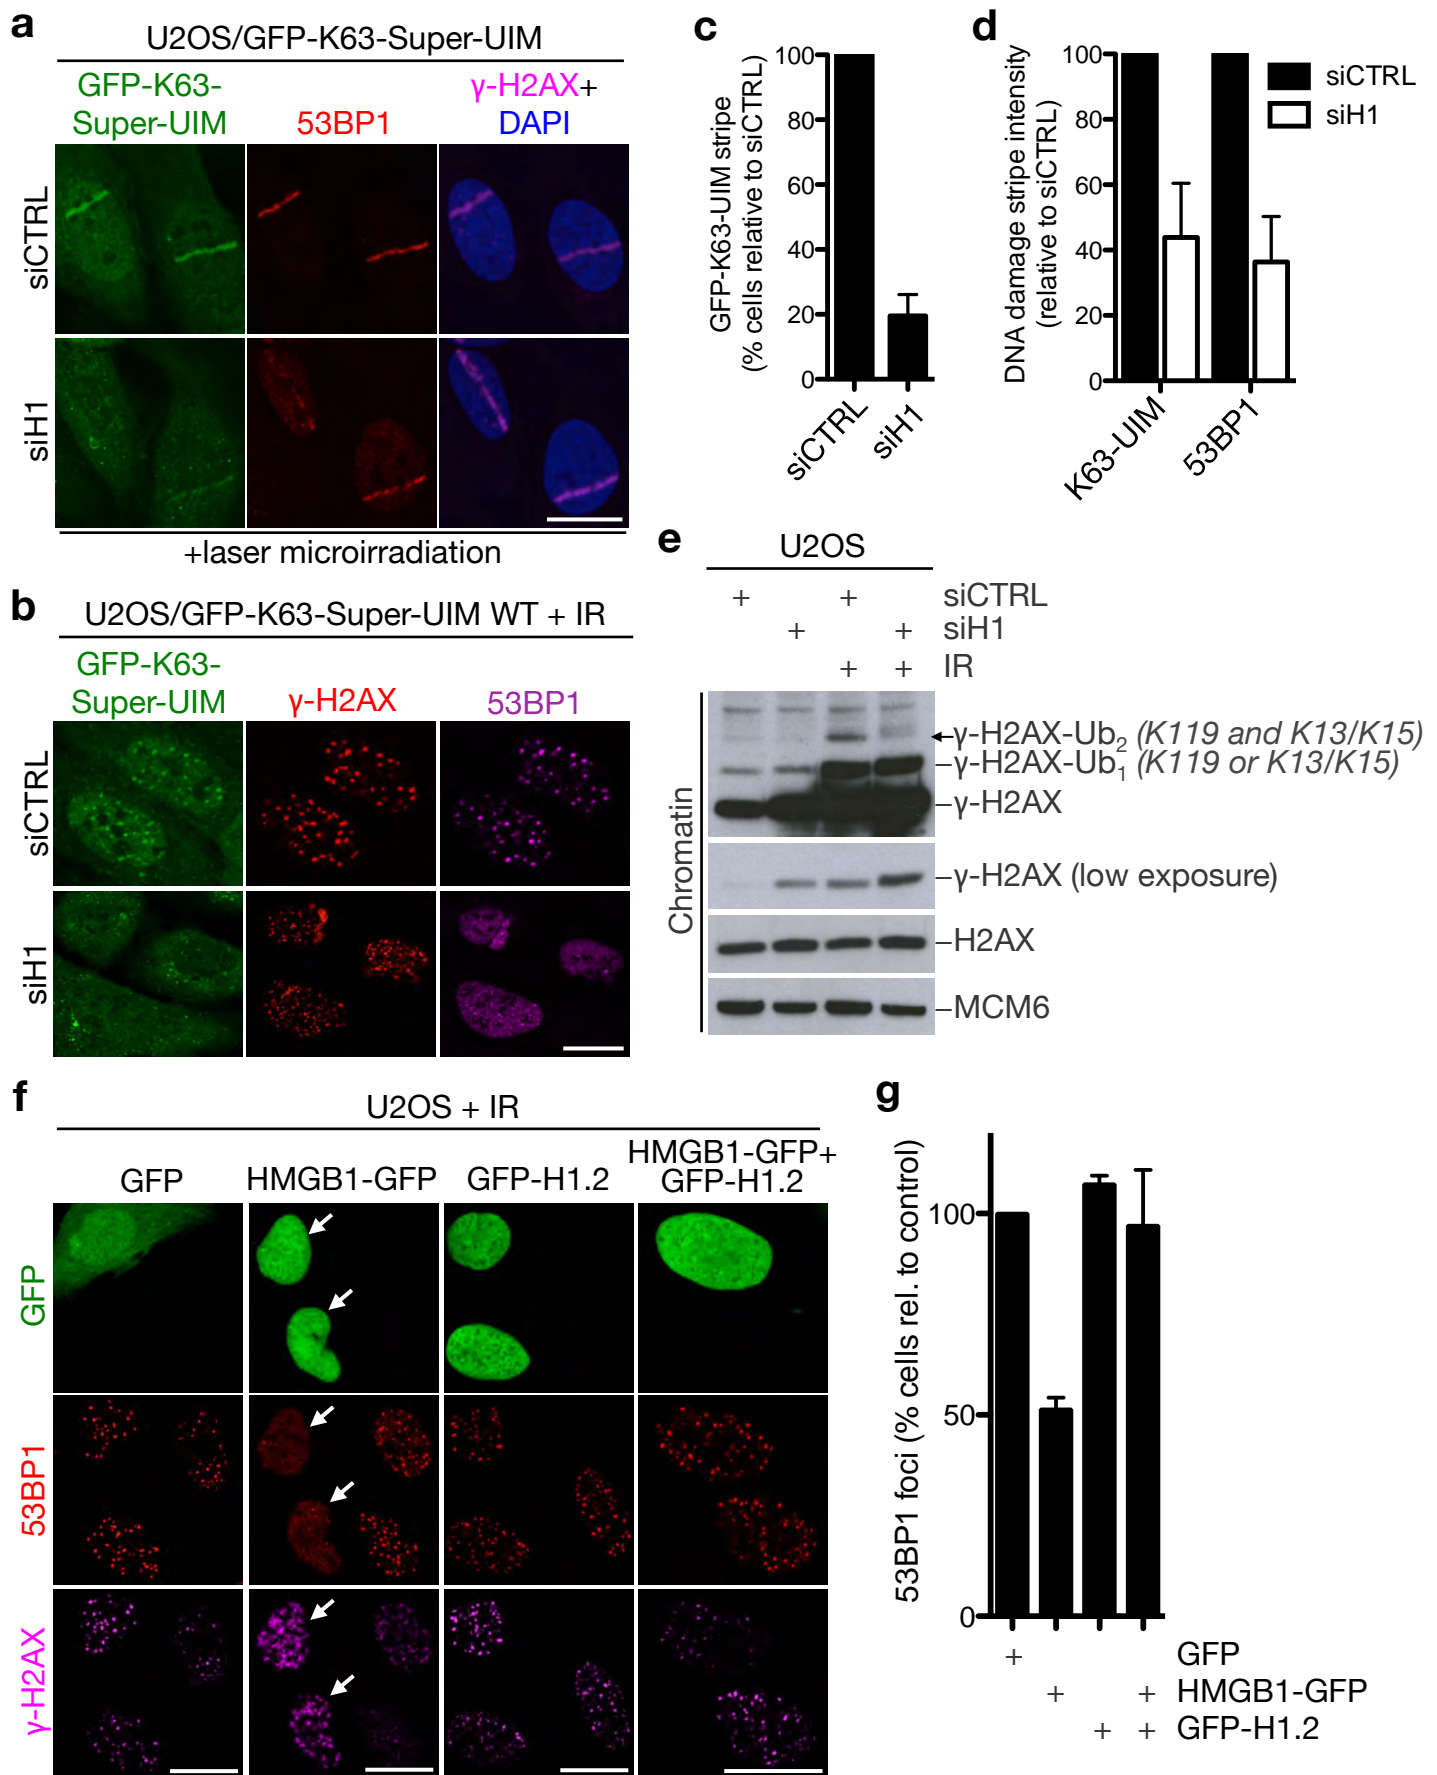 a
U2OS/GFP-K63-Super-UIM
GFP-K63-
Super-UIM
53BP1
γ-H2AX+
DAPI
siCTRL
siH1
+laser microirradiation
b
U2OS/GFP-K63-Super-UIM WT + IR
GFP-K63-
Super-UIM
γ-H2AX
53BP1
siCTRL
siH1
c
GFP-K63-UIM stripe
(% cells relative to siCTRL)
100
80
60
40
20
0
siCTRL
siH1
d
DNA damage stripe intensity
(relative to siCTRL)
100
80
60
40
20
0
siCTRL
siH1
K63-UIM
53BP1
e
U2OS
+ + siCTRL
+ + siH1
+ + IR
Chromatin
γ-H2AX-Ub2 (K119 and K13/K15)
γ-H2AX-Ub1 (K119 or K13/K15)
γ-H2AX
γ-H2AX (low exposure)
H2AX
MCM6
f
U2OS + IR
GFP
HMGB1-GFP
GFP-H1.2
HMGB1-GFP+
GFP-H1.2
GFP
53BP1
γ-H2AX
g
53BP1 foci (% cells rel. to control)
100
50
0
+ GFP
+ + HMGB1-GFP
+ + GFP-H1.2